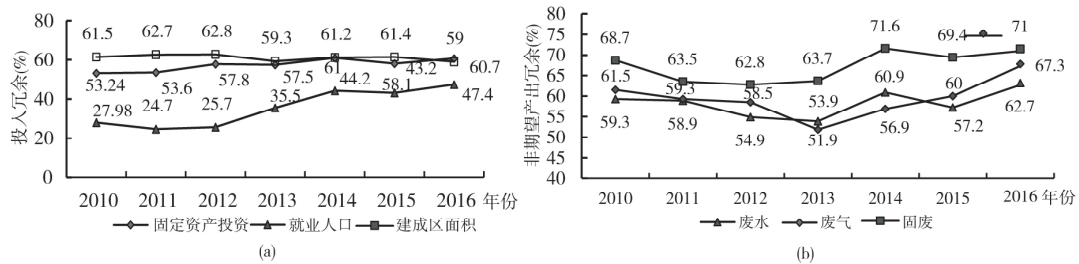 80
60
40
20
0
投入冗余(%)
61.5 62.7 62.8 59.3 61.2 61.4 59
53.24 53.6 57.8 57.5 61 58.1 60.7
27.98 24.7 25.7 35.5 44.2 43.2 47.4
2010 2011 2012 2013 2014 2015 2016 年份
固定资产投资 就业人口 建成区面积
(a)
80
75
70
65
60
55
50
45
40
非期望产出冗余(%)
68.7 63.5 62.8 63.7 71.6 69.4 71
61.5 59.3 58.5 53.9 60.9 60 67.3
59.3 58.9 54.9 51.9 56.9 57.2 62.7
2010 2011 2012 2013 2014 2015 2016 年份
废水 废气 固废
(b)